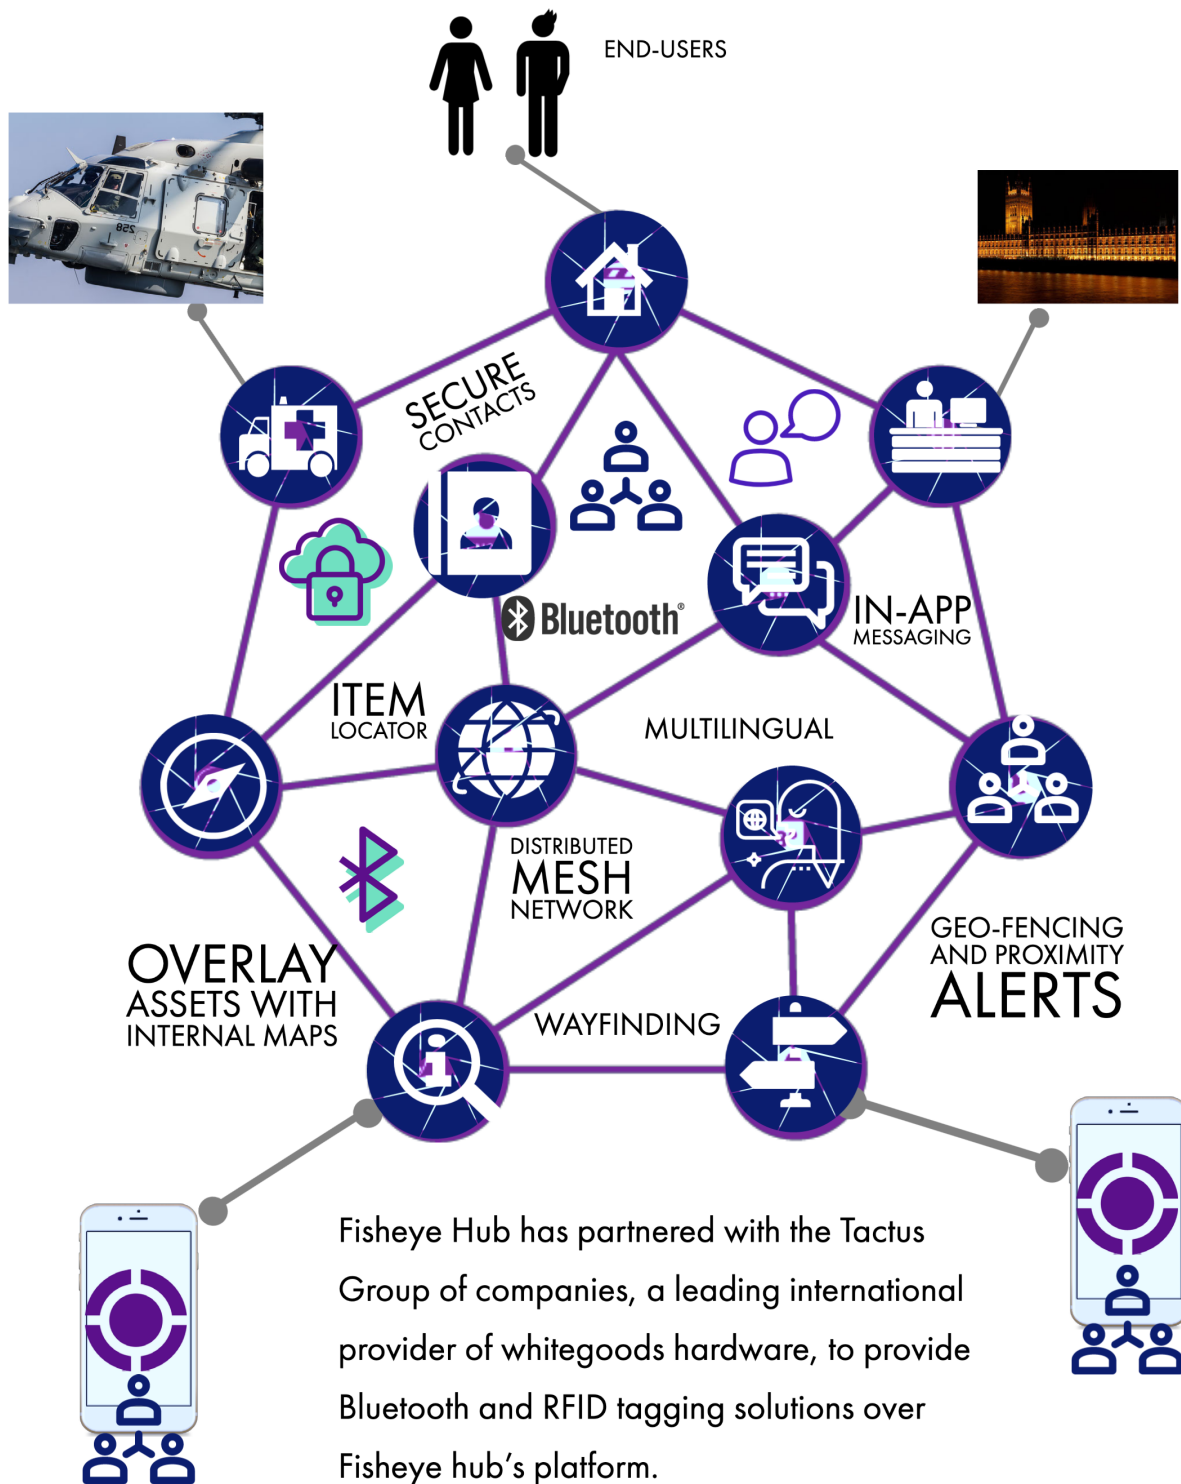 END-USERS
258
SECURE
CONTACTS
Bluetooth®
IN-APP
MESSAGING
ITEM
LOCATOR
MULTILINGUAL
DISTRIBUTED
MESH
NETWORK
OVERLAY
ASSETS WITH
INTERNAL MAPS
GEO-FENCING
AND PROXIMITY
ALERTS
WAYFINDING
i
Fisheye Hub has partnered with the Tactus
Group of companies, a leading international
provider of whitegoods hardware, to provide
Bluetooth and RFID tagging solutions over
Fisheye hub's platform.